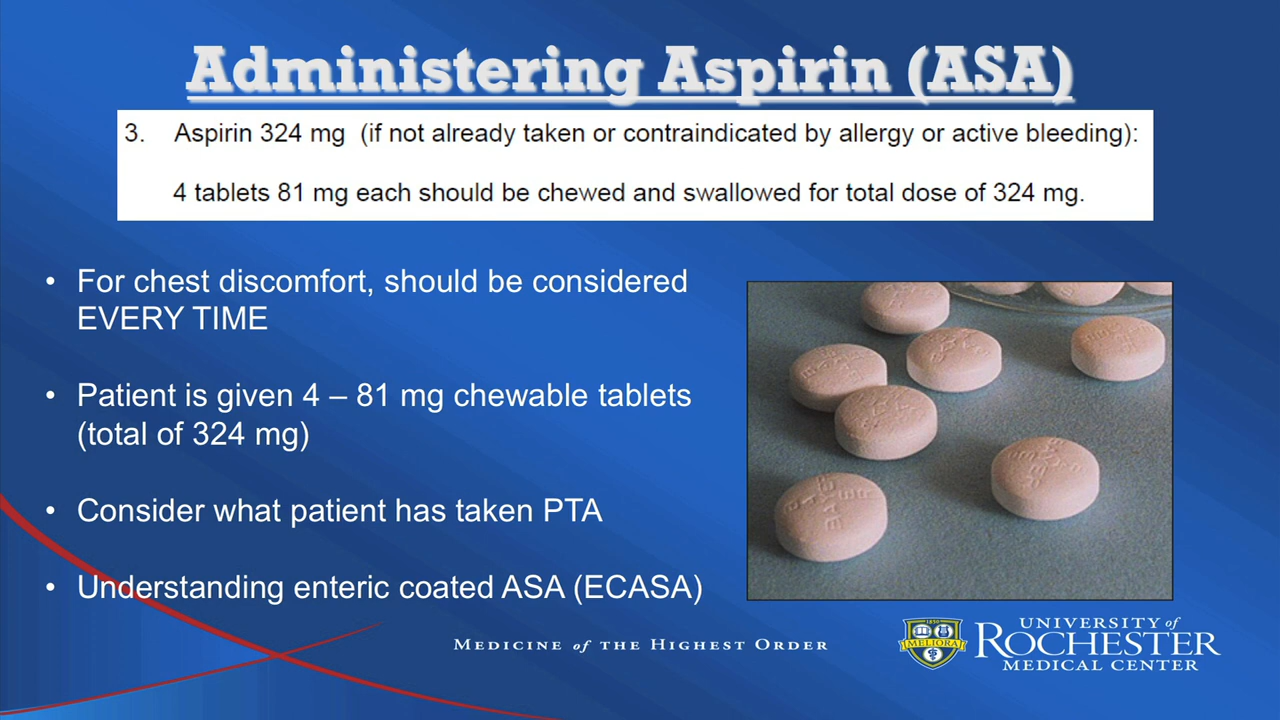 Administering Aspirin (ASA)
3. Aspirin 324 mg (if not already taken or contraindicated by allergy or active bleeding):
4 tablets 81 mg each should be chewed and swallowed for total dose of 324 mg.
• For chest discomfort, should be considered
EVERY TIME
• Patient is given 4 – 81 mg chewable tablets
(total of 324 mg)
• Consider what patient has taken PTA
• Understanding enteric coated ASA (ECASA)
MEDICINE of THE HIGHEST ORDER
1850
MELIORA
UNIVERSITY of
ROCHESTER
MEDICAL CENTER